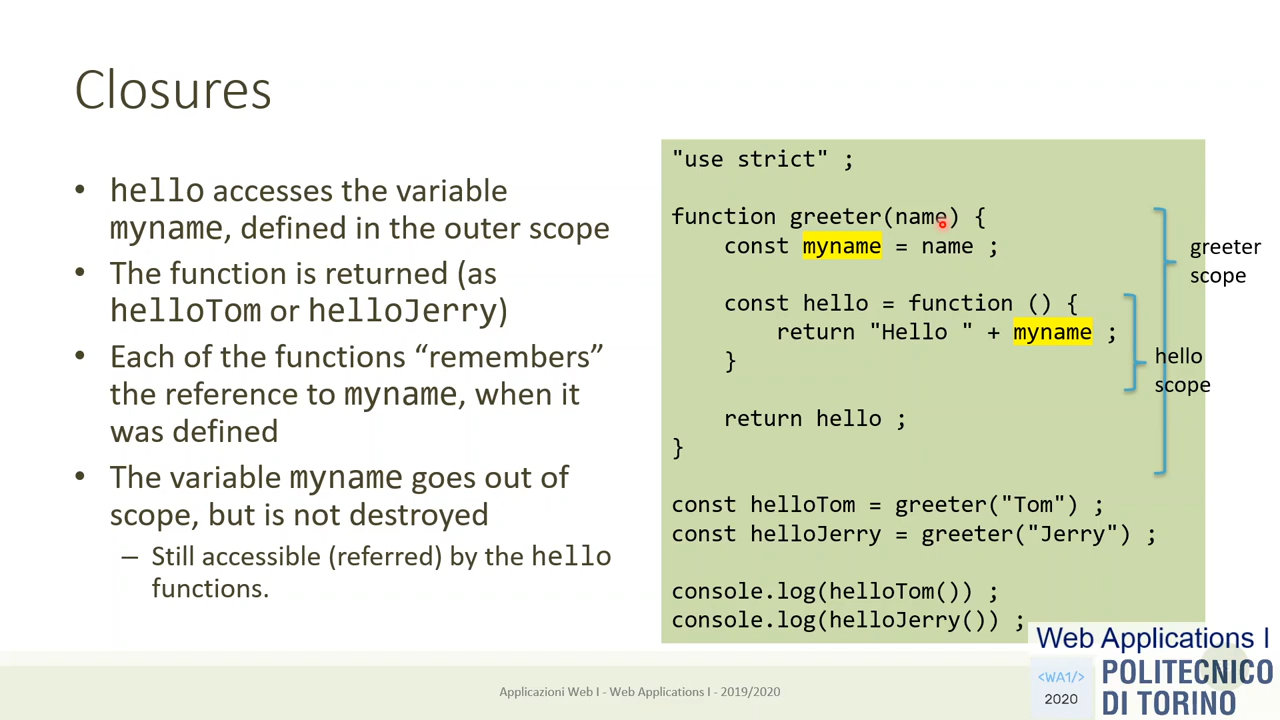 Closures
• hello accesses the variable
myname, defined in the outer scope
• The function is returned (as
helloTom or helloJerry)
• Each of the functions “remembers”
the reference to myname, when it
was defined
• The variable myname goes out of
scope, but is not destroyed
– Still accessible (referred) by the hello
functions.
"use strict" ;
function greeter(name) {
const myname = name ;
const hello = function () {
return "Hello " + myname ;
}
return hello ;
}
const helloTom = greeter("Tom") ;
const helloJerry = greeter("Jerry") ;
console.log(helloTom()) ;
console.log(helloJerry()) ;
greeter
scope
hello
scope
Applicazioni Web I - Web Applications I - 2019/2020
Web Applications I
<WA1/>
2020
POLITECNICO
DI TORINO